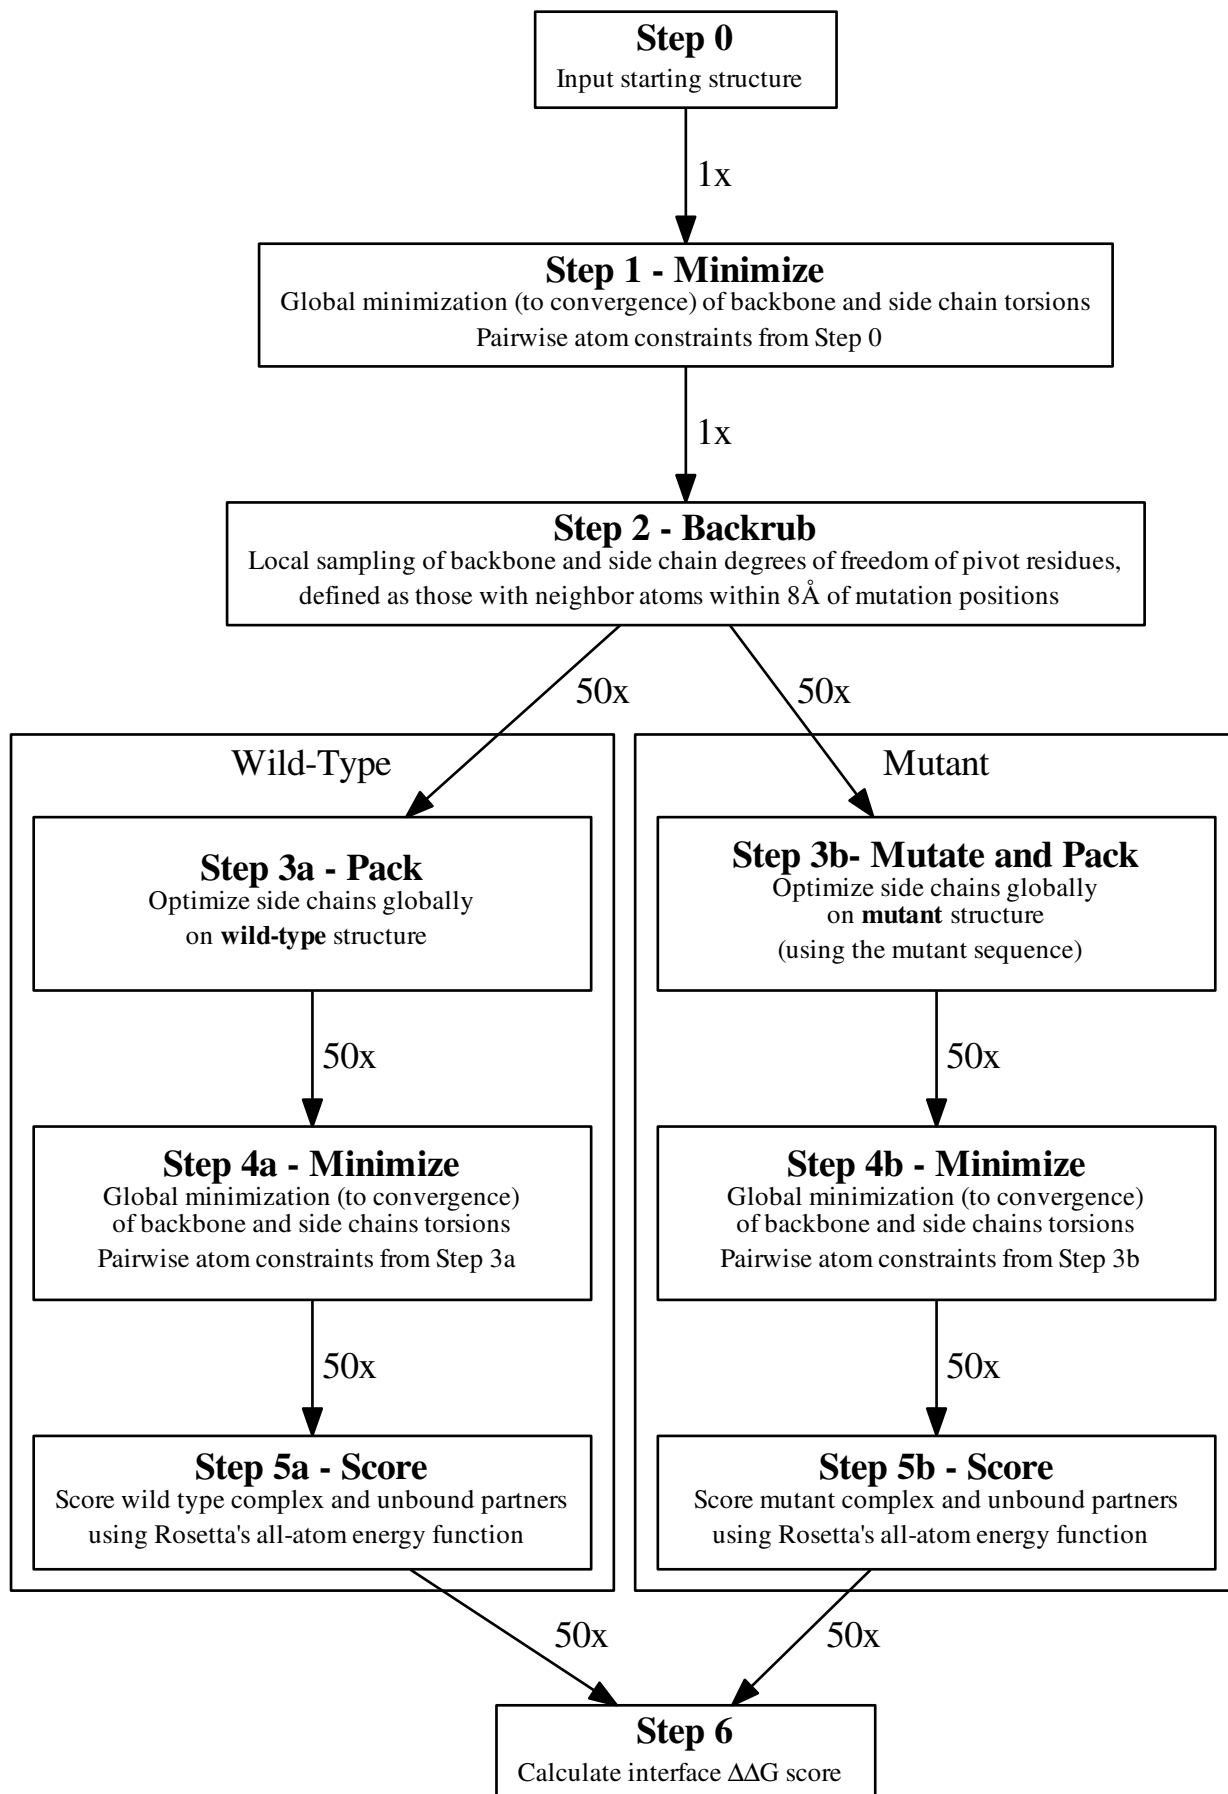 Step 0
Input starting structure
1x
Step 1 - Minimize
Global minimization (to convergence) of backbone and side chain torsions
Pairwise atom constraints from Step 0
1x
Step 2 - Backrub
Local sampling of backbone and side chain degrees of freedom of pivot residues,
defined as those with neighbor atoms within 8Å of mutation positions
50x
50x
Wild-Type
Step 3a - Pack
Optimize side chains globally
on wild-type structure
50x
Step 4a - Minimize
Global minimization (to convergence)
of backbone and side chains torsions
Pairwise atom constraints from Step 3a
50x
Step 5a - Score
Score wild type complex and unbound partners
using Rosetta's all-atom energy function
Mutant
Step 3b- Mutate and Pack
Optimize side chains globally
on mutant structure
(using the mutant sequence)
50x
Step 4b - Minimize
Global minimization (to convergence)
of backbone and side chains torsions
Pairwise atom constraints from Step 3b
50x
Step 5b - Score
Score mutant complex and unbound partners
using Rosetta's all-atom energy function
50x
50x
Step 6
Calculate interface ΔΔG score